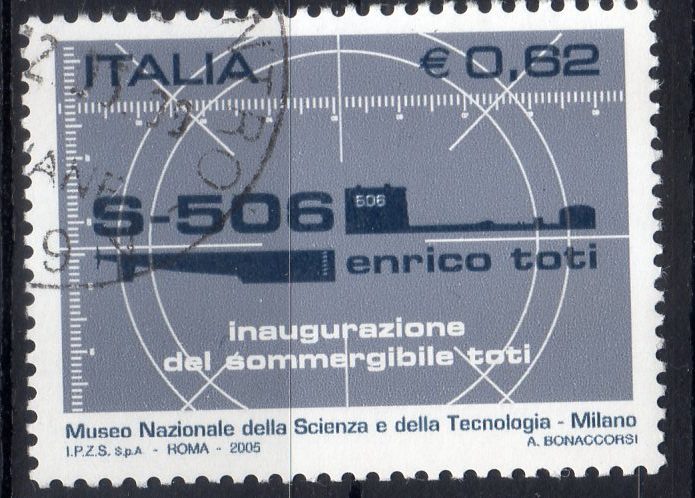 ITALIA € 0,62
S-506 506
enrico toti
inaugurazione
del sommergibile toti
Museo Nazionale della Scienza e della Tecnologia - Milano
I.P.Z.S. S.p.A. - ROMA - 2005 A. BONACCORSI